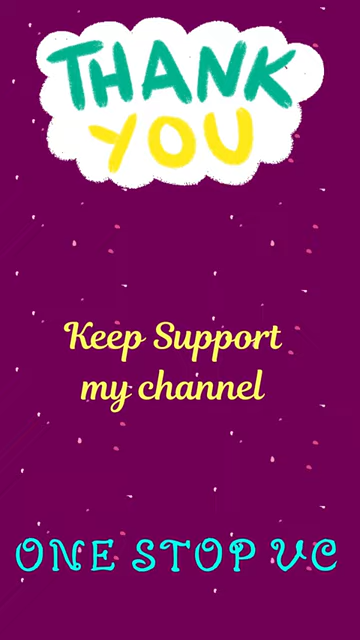 THANK
YOU
Keep Support
my channel
ONE STOP VC